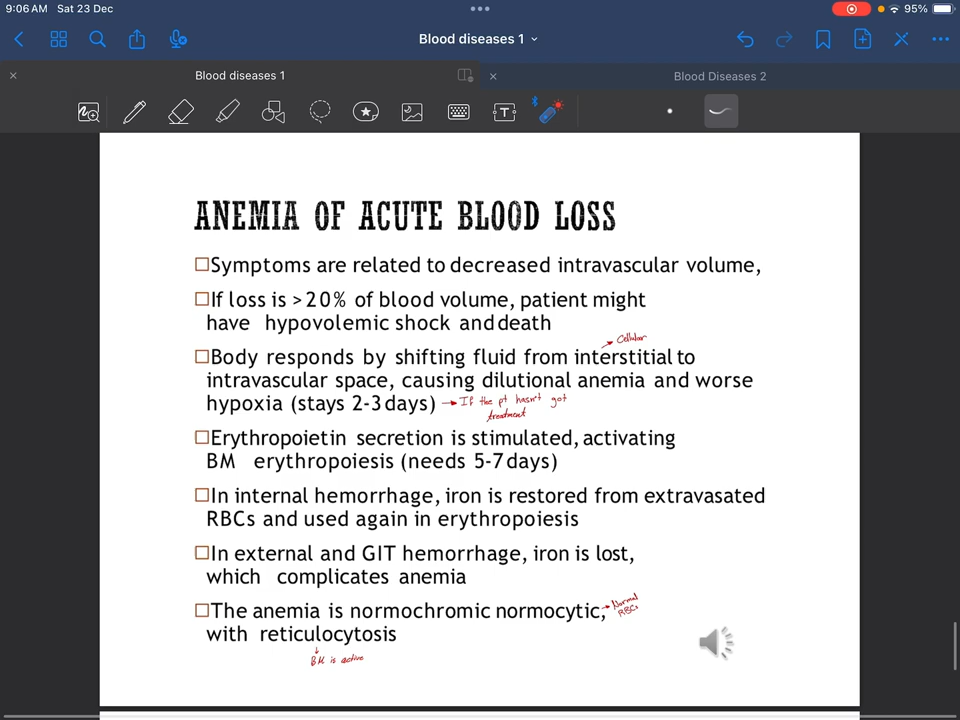 9:06 AM Sat 23 Dec
95%
Blood diseases 1
Blood diseases 1
Blood Diseases 2
ANEMIA OF ACUTE BLOOD LOSS
Symptoms are related to decreased intravascular volume,
If loss is >20% of blood volume, patient might
have hypovolemic shock and death
Cellular
Body responds by shifting fluid from interstitial to
intravascular space, causing dilutional anemia and worse
hypoxia (stays 2-3 days) → If the pt hasn't got
treatment
Erythropoietin secretion is stimulated, activating
BM erythropoiesis (needs 5-7 days)
In internal hemorrhage, iron is restored from extravasated
RBCs and used again in erythropoiesis
In external and GIT hemorrhage, iron is lost,
which complicates anemia
The anemia is normochromic normocytic, → Normal
RBCs
with reticulocytosis
BM is active